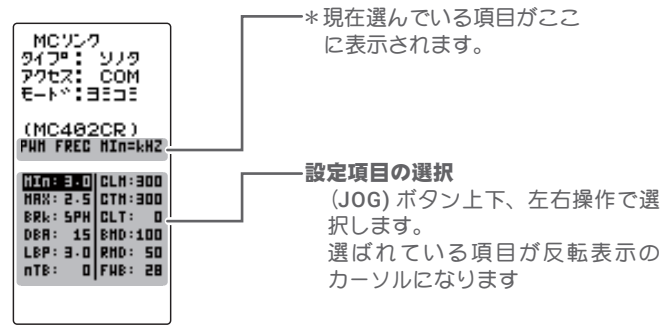 MCリンク
タイプ: ソノタ
アクセス: COM
モード:ヨミコミ
(MC402CR)
PWM FREC MIn=kHZ
MIn: 3.0 CLM:300
MAX: 2.5 CTM:300
BRk: SPH CLT: 0
DBA: 15 BMD:100
LBP: 3.0 RMD: 50
nTB: 0 FWB: 28
＊現在選んでいる項目がここ
に表示されます。
設定項目の選択
(JOG) ボタン上下、左右操作で選
択します。
選ばれている項目が反転表示の
カーソルになります